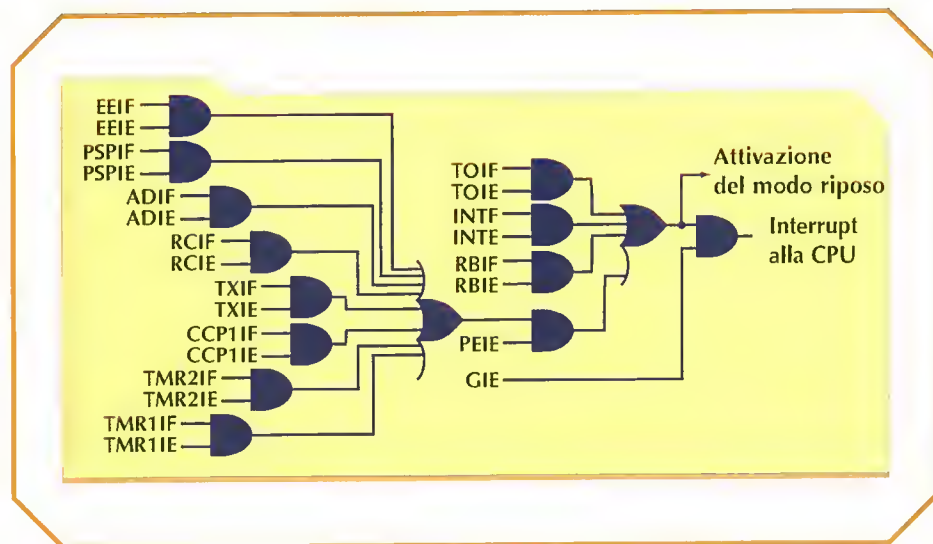 EEIF
EEIE
PSPIF
PSPIE
ADIF
ADIE
RCIF
RCIE
TXIF
TXIE
CCP1IF
CCP1IE
TMR2IF
TMR2IE
TMR1IF
TMR1IE
TOIF
TOIE
INTF
INTE
RBIF
RBIE
PEIE
GIE
Attivazione
del modo riposo
Interrupt
alla CPU